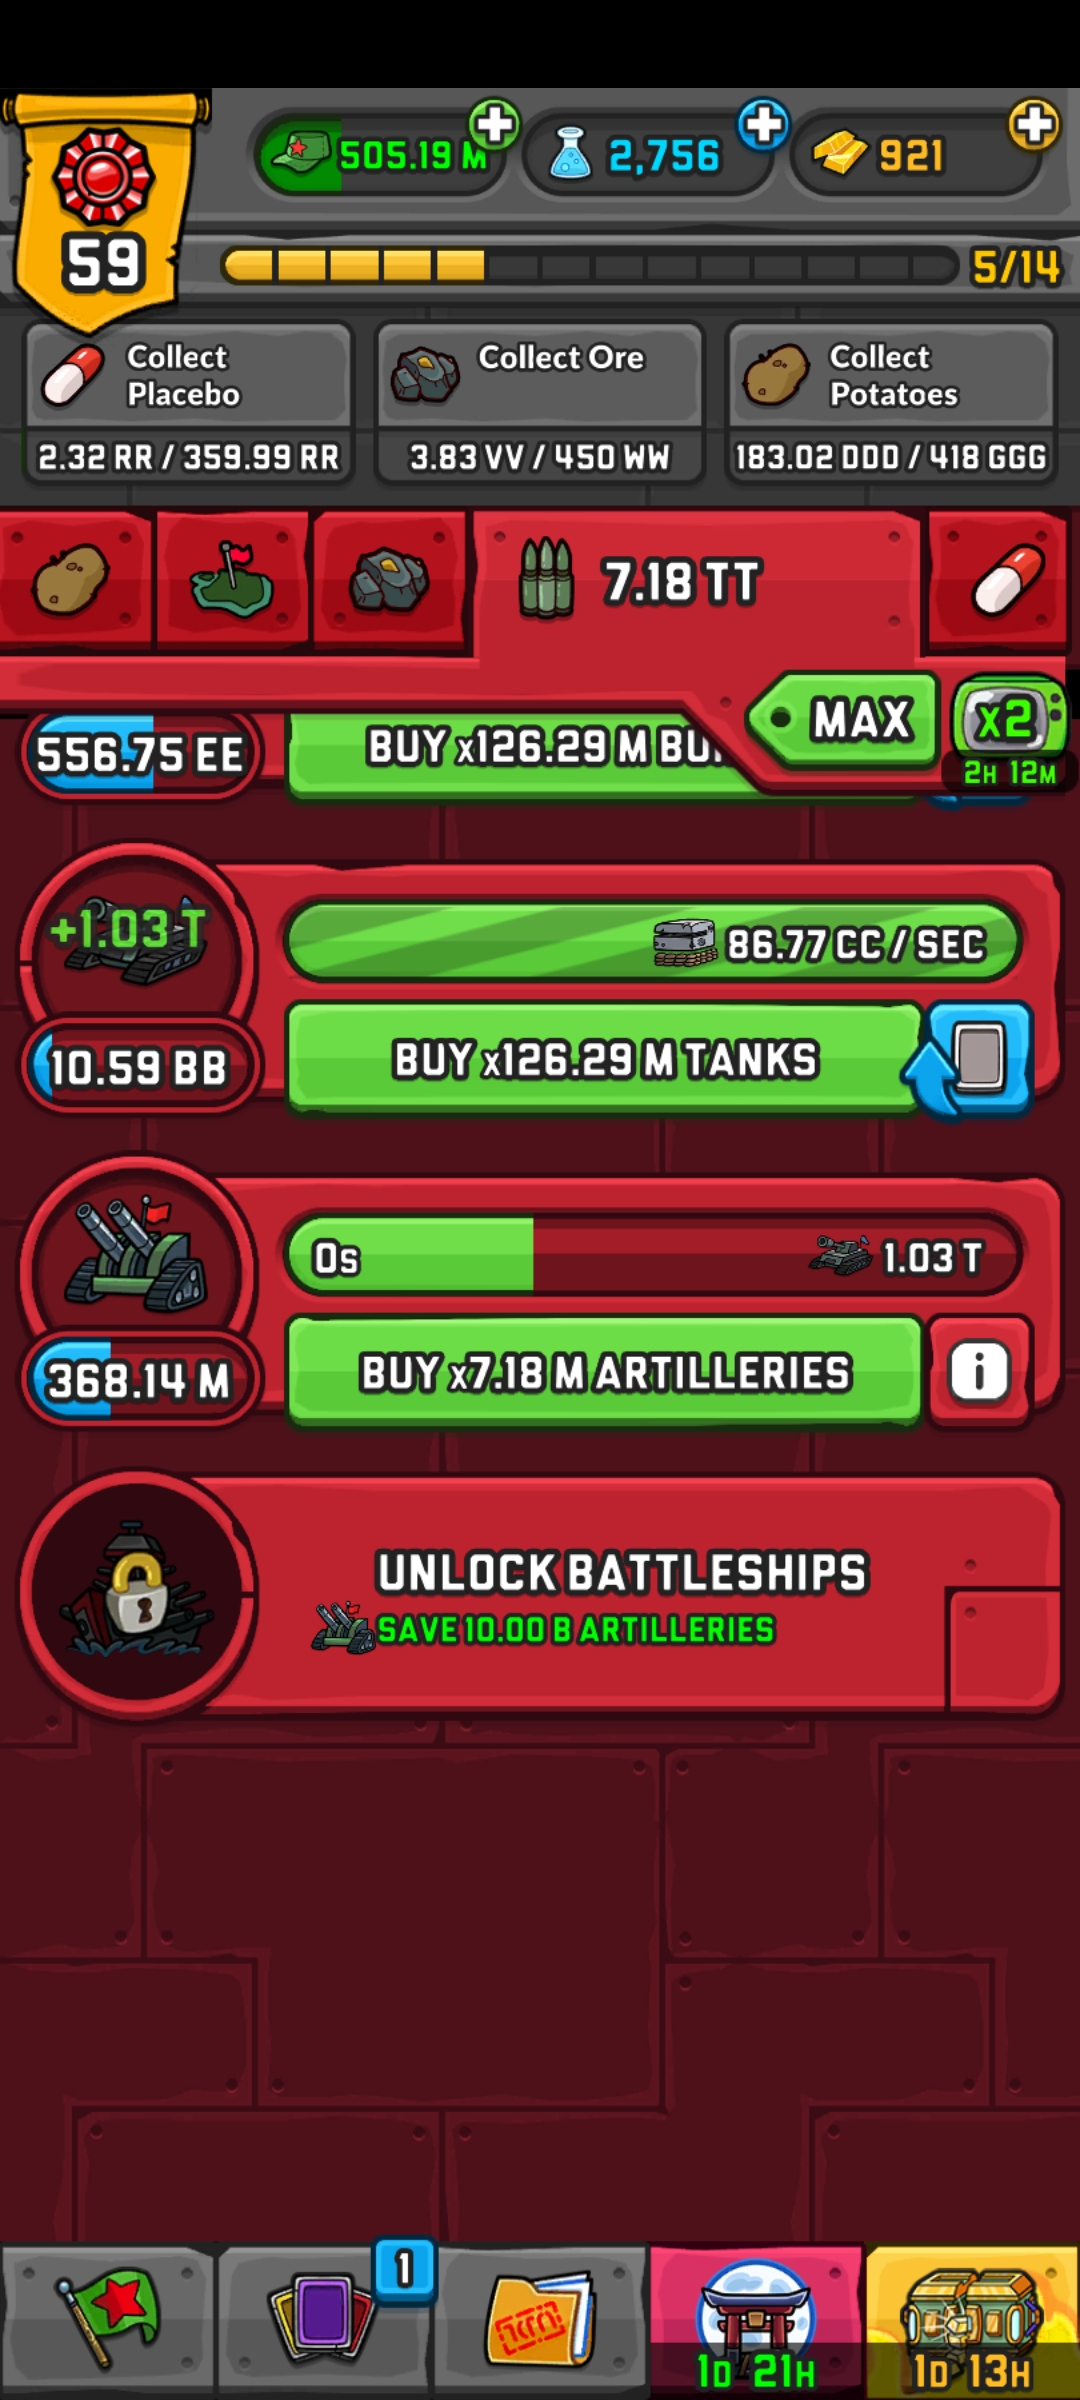 505.19 M
2,756
921
59
5/14
Collect
Placebo
2.32 RR / 359.99 RR
Collect Ore
3.83 VV / 450 WW
Collect
Potatoes
183.02 DDD / 418 GGG
7.18 TT
MAX
x2
2H 12M
556.75 EE
BUY x126.29 M
+1.03 T
86.77 CC / SEC
10.59 BB
BUY x126.29 M TANKS
0s
1.03 T
368.14 M
BUY x7.18 M ARTILLERIES
i
UNLOCK BATTLESHIPS
SAVE 10.00 B ARTILLERIES
1
1D 21H
1D 13H